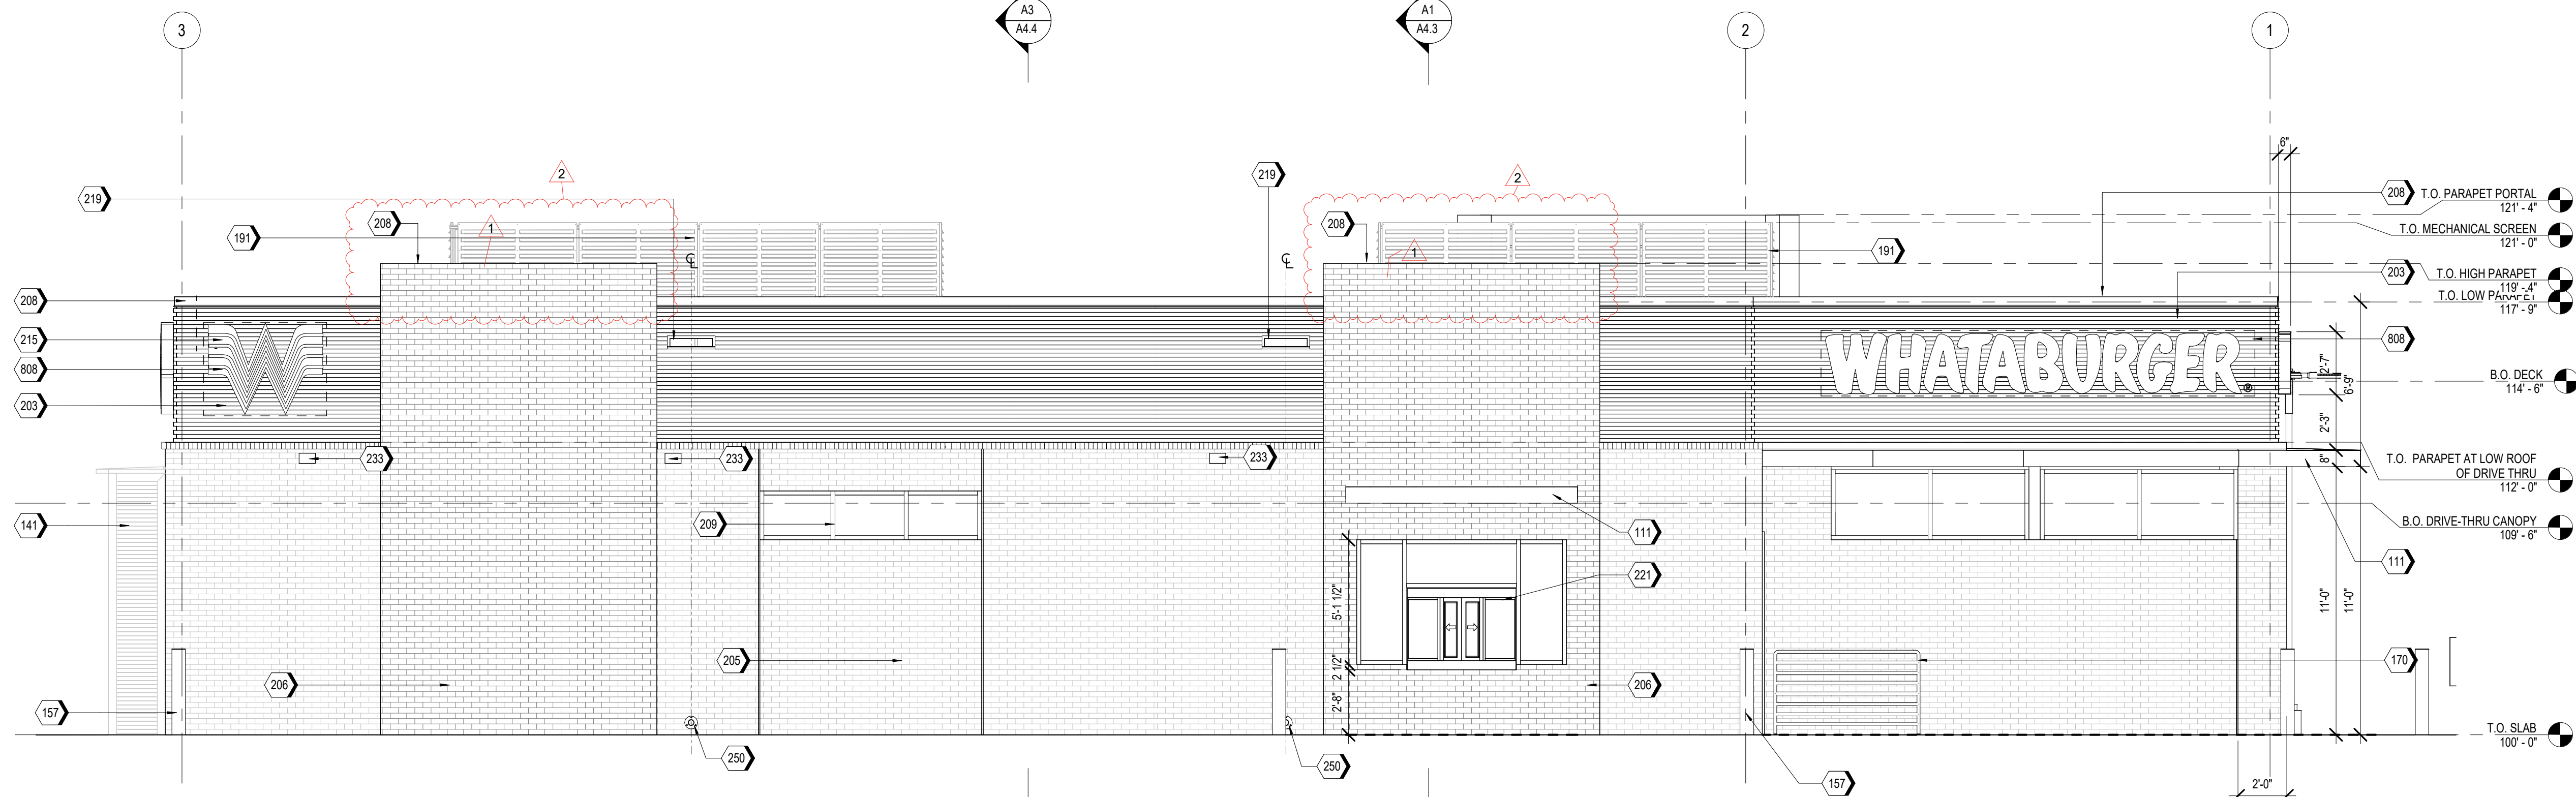 3
A3
A4.4
A1
A4.3
2
1
6"
2
2
219
219
208
T.O. PARAPET PORTAL
121' - 4"
208
1
208
1
191
191
T.O. MECHANICAL SCREEN
121' - 0"
CL
CL
203
T.O. HIGH PARAPET
119' - 4"
208
T.O. LOW PARAPET
117' - 9"
215
W
WHATABURGER®
808
808
2'-7"
6'-9"
B.O. DECK
114' - 6"
203
2'-3"
233
233
233
8"
T.O. PARAPET AT LOW ROOF
OF DRIVE THRU
112' - 0"
141
209
111
B.O. DRIVE-THRU CANOPY
109' - 6"
111
221
5'-1 1/2"
11'-0"
11'-0"
205
2 1/2"
170
206
206
2'-8"
157
T.O. SLAB
100' - 0"
250
250
157
2'-0"